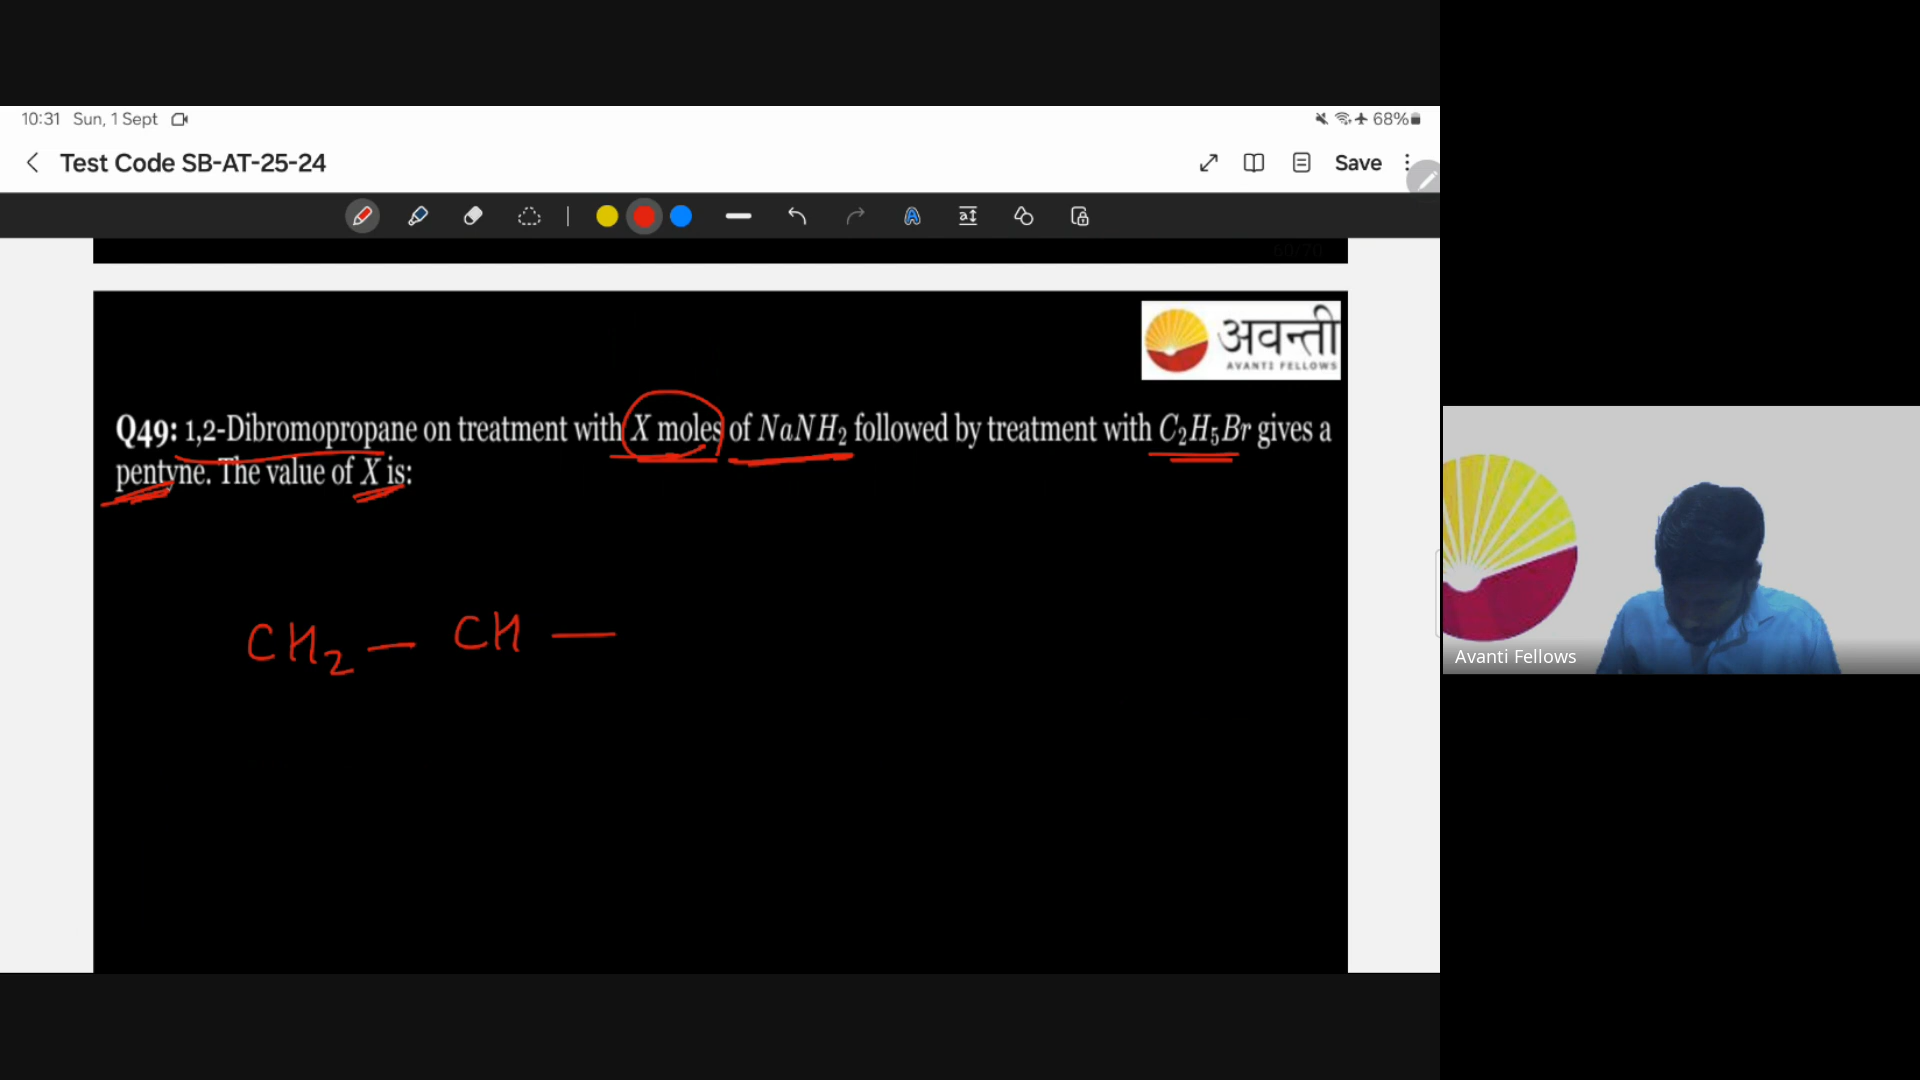 10:31 Sun, 1 Sept
68%
Test Code SB-AT-25-24
Save
60/70
अवन्ती
AVANTI FELLOWS
Q49: 1,2-Dibromopropane on treatment with X moles of NaNH₂ followed by treatment with C₂H₅Br gives a
pentyne. The value of X is:
CH₂ — CH —
Avanti Fellows